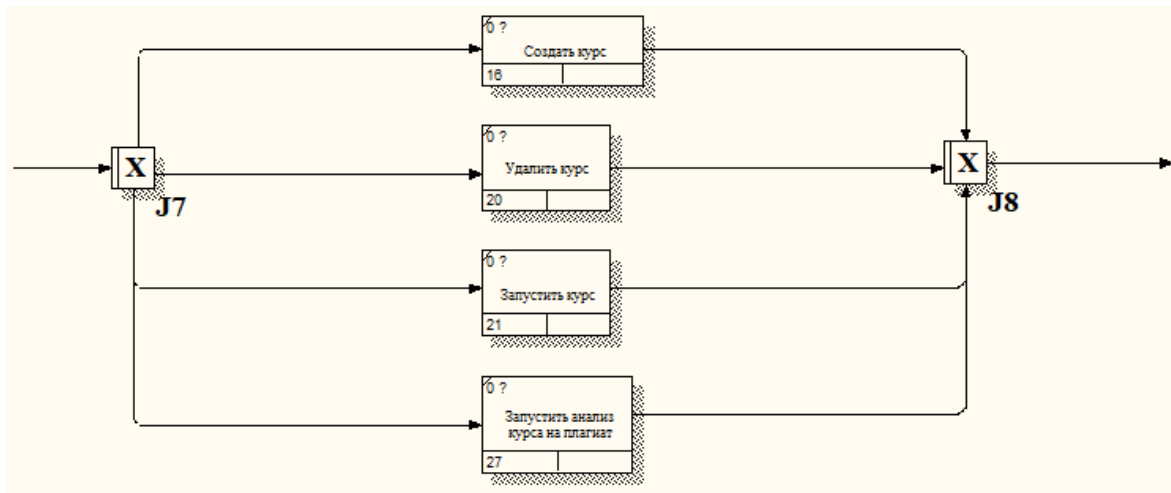 0 ?
Создать курс
16
0 ?
Удалить курс
20
X
J7
X
J8
0 ?
Запустить курс
21
0 ?
Запустить анализ
курса на плагиат
27